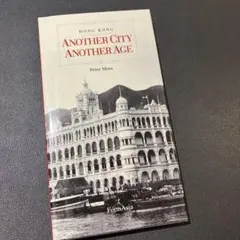 HONG KONG
ANOTHER CITY
ANOTHER AGE
Peter Moss
FormAsia